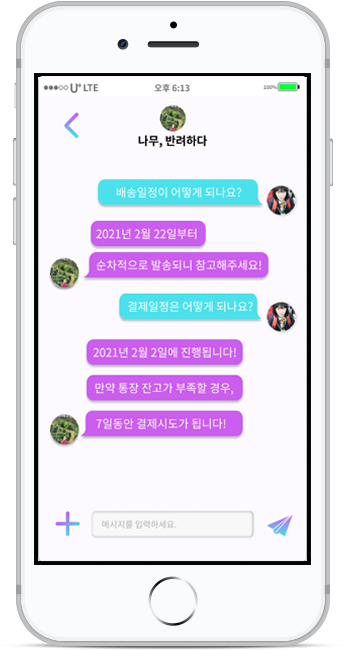 ●●●○○ U⁺ LTE 오후 6:13 100%
나무, 반려하다
배송일정이 어떻게 되나요?
2021년 2월 22일부터
순차적으로 발송되니 참고해주세요!
결제일정은 어떻게 되나요?
2021년 2월 2일에 진행됩니다!
만약 통장 잔고가 부족할 경우,
7일동안 결제시도가 됩니다!
메시지를 입력하세요.